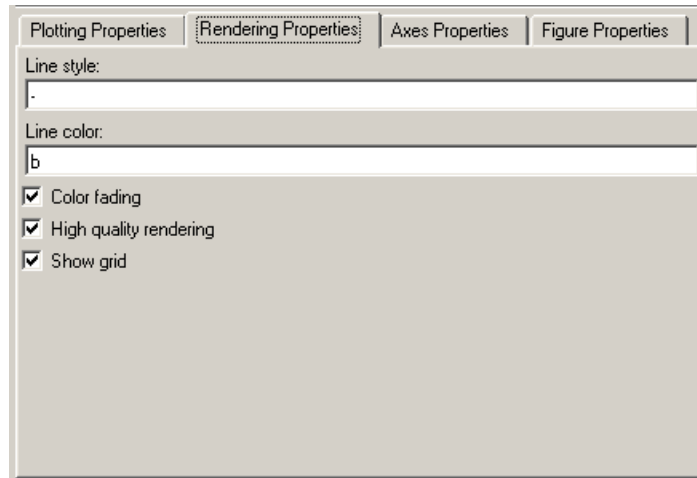 Plotting Properties Rendering Properties Axes Properties Figure Properties
Line style:
-
Line color:
b
Color fading
High quality rendering
Show grid